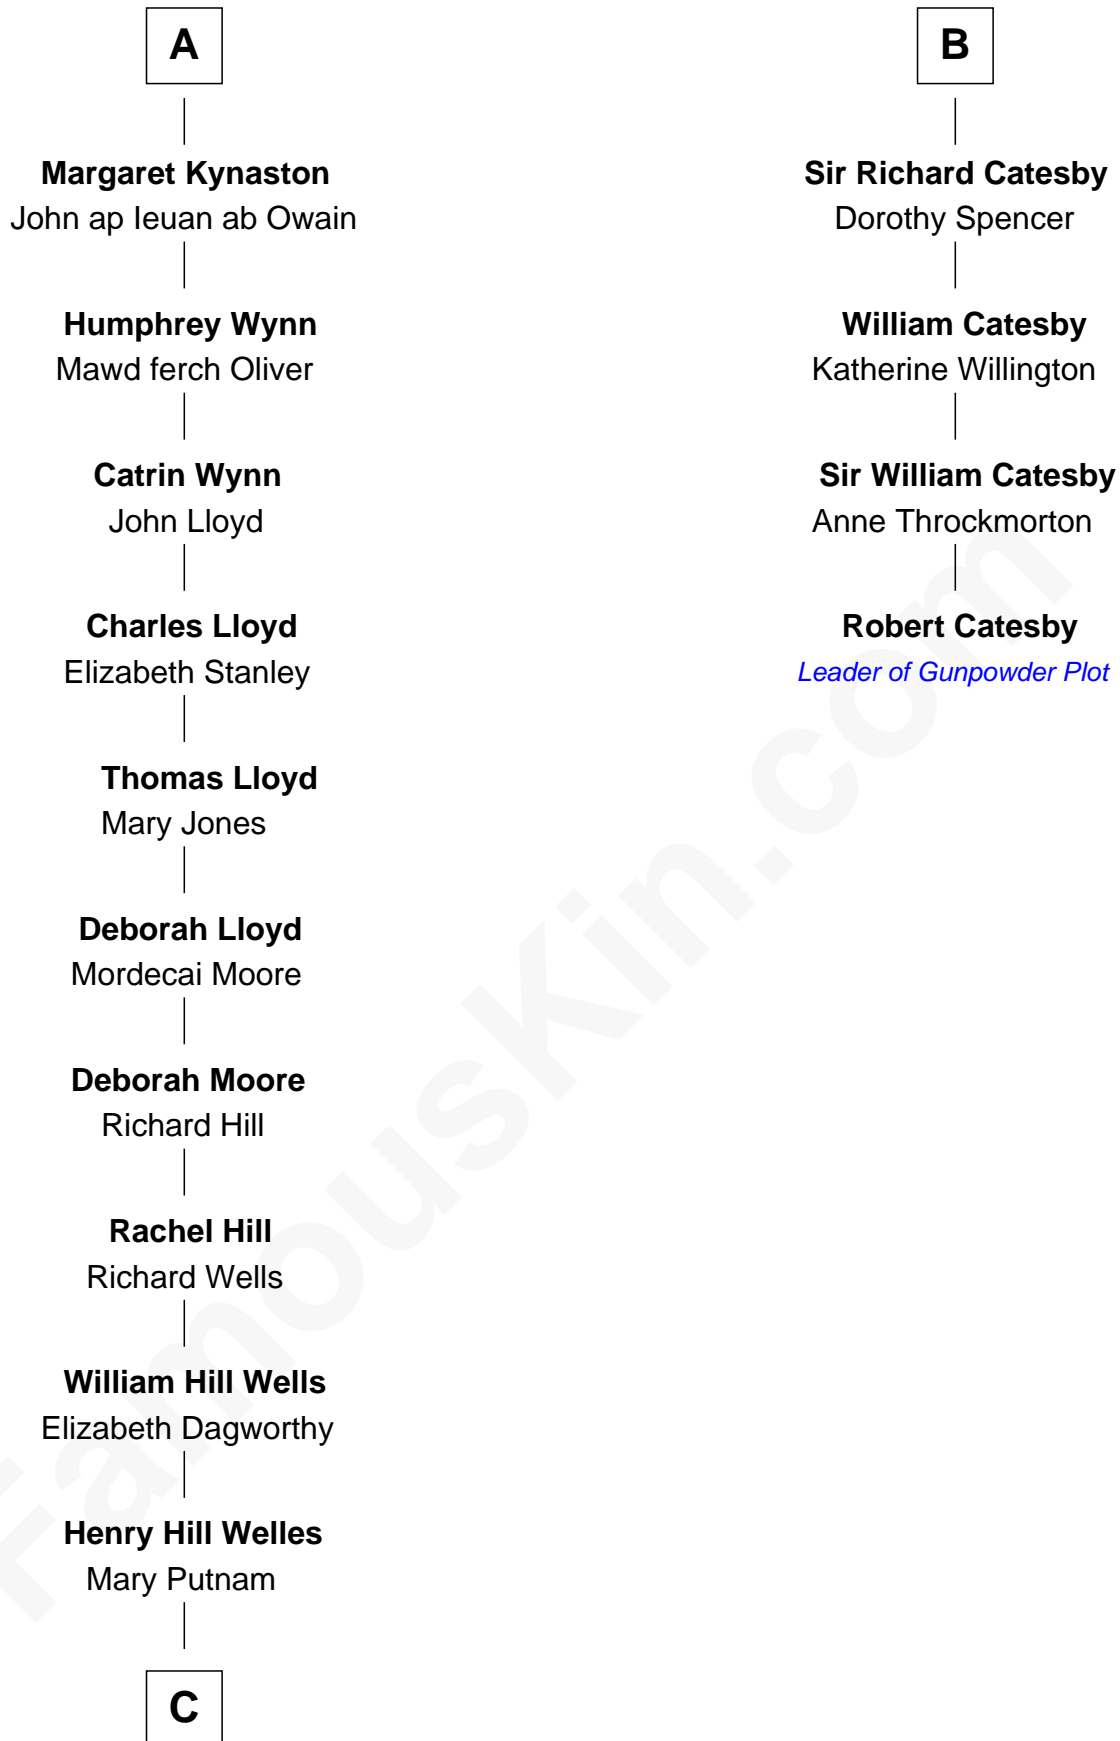 A
Margaret Kynaston
John ap Ieuan ab Owain
Humphrey Wynn
Mawd ferch Oliver
Catrin Wynn
John Lloyd
Charles Lloyd
Elizabeth Stanley
Thomas Lloyd
Mary Jones
Deborah Lloyd
Mordecai Moore
Deborah Moore
Richard Hill
Rachel Hill
Richard Wells
William Hill Wells
Elizabeth Dagworthy
Henry Hill Welles
Mary Putnam
C
B
Sir Richard Catesby
Dorothy Spencer
William Catesby
Katherine Willington
Sir William Catesby
Anne Throckmorton
Robert Catesby
Leader of Gunpowder Plot
FamousKin.com